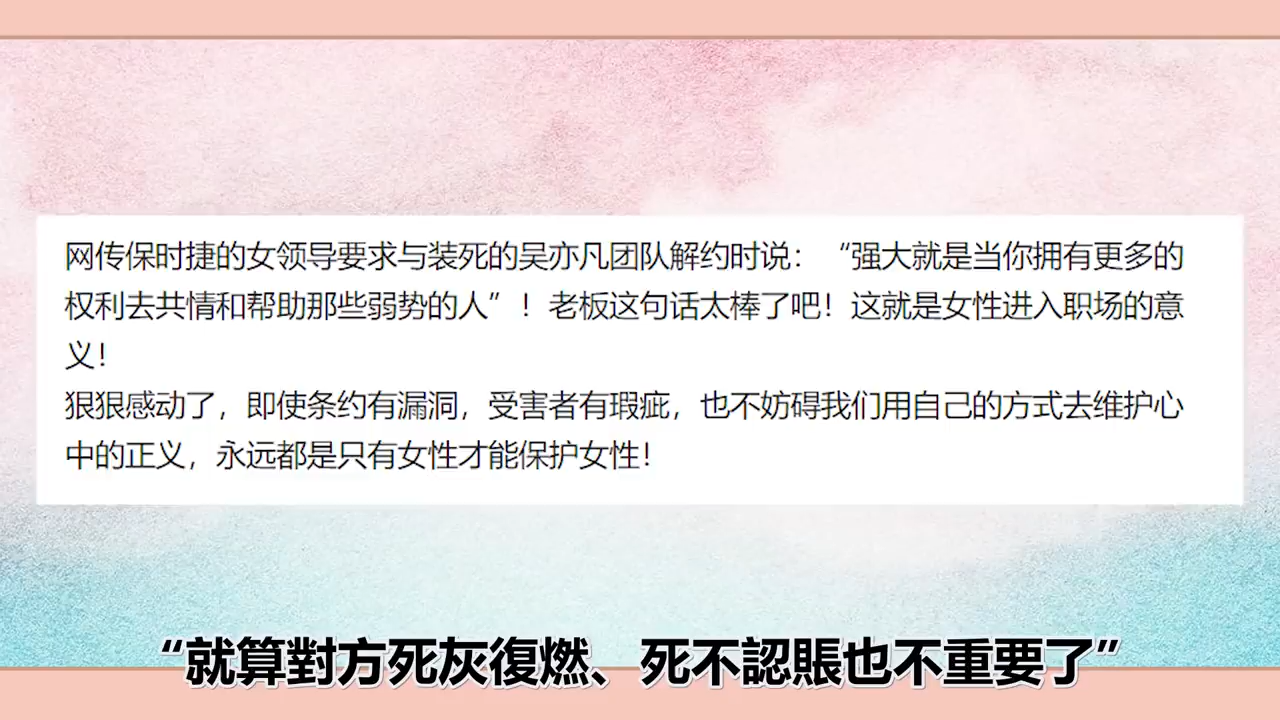 网传保时捷的女领导要求与装死的吴亦凡团队解约时说：“强大就是当你拥有更多的
权利去共情和帮助那些弱势的人”！老板这句话太棒了吧！这就是女性进入职场的意
义！
狠狠感动了，即使条约有漏洞，受害者有瑕疵，也不妨碍我们用自己的方式去维护心
中的正义，永远都是只有女性才能保护女性！
“就算對方死灰復燃、死不認賬也不重要了”